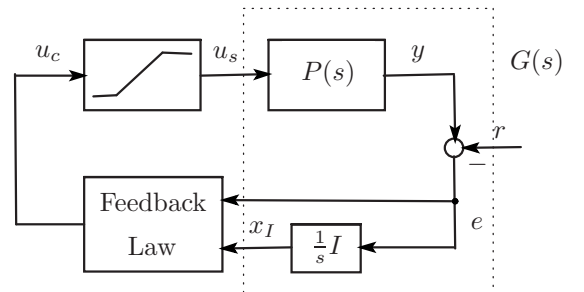 u_c
u_s
P(s)
y
G(s)
r
−
Feedback
Law
x_I
1/s I
e